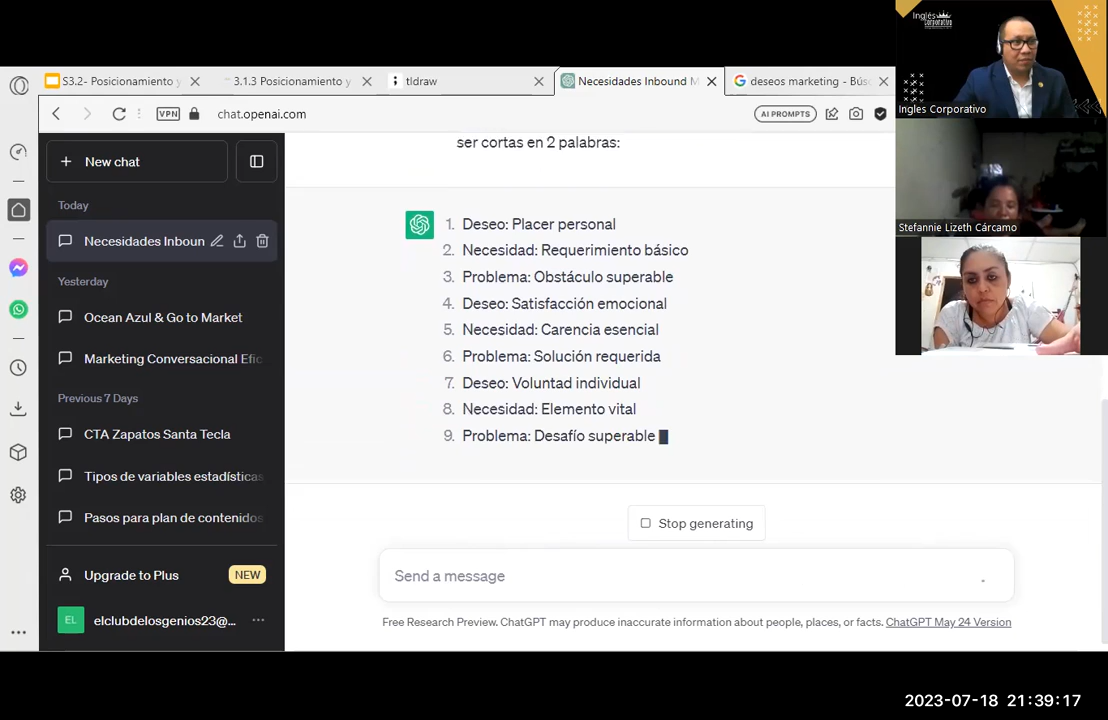 S3.2- Posicionamiento y
3.1.3 Posicionamiento y
tldraw
Necesidades Inbound M
deseos marketing - Bús
VPN
chat.openai.com
AI PROMPTS
Inglés
Corporativo
Ingles Corporativo
Stefannie Lizeth Cárcamo
New chat
Today
Necesidades Inboun
Yesterday
Ocean Azul & Go to Market
Marketing Conversacional Efic
Previous 7 Days
CTA Zapatos Santa Tecla
Tipos de variables estadísticas
Pasos para plan de contenidos
Upgrade to Plus
NEW
EL
elclubdelosgenios23@...
ser cortas en 2 palabras:
1. Deseo: Placer personal
2. Necesidad: Requerimiento básico
3. Problema: Obstáculo superable
4. Deseo: Satisfacción emocional
5. Necesidad: Carencia esencial
6. Problema: Solución requerida
7. Deseo: Voluntad individual
8. Necesidad: Elemento vital
9. Problema: Desafío superable
Stop generating
Send a message
Free Research Preview. ChatGPT may produce inaccurate information about people, places, or facts. ChatGPT May 24 Version
2023-07-18 21:39:17